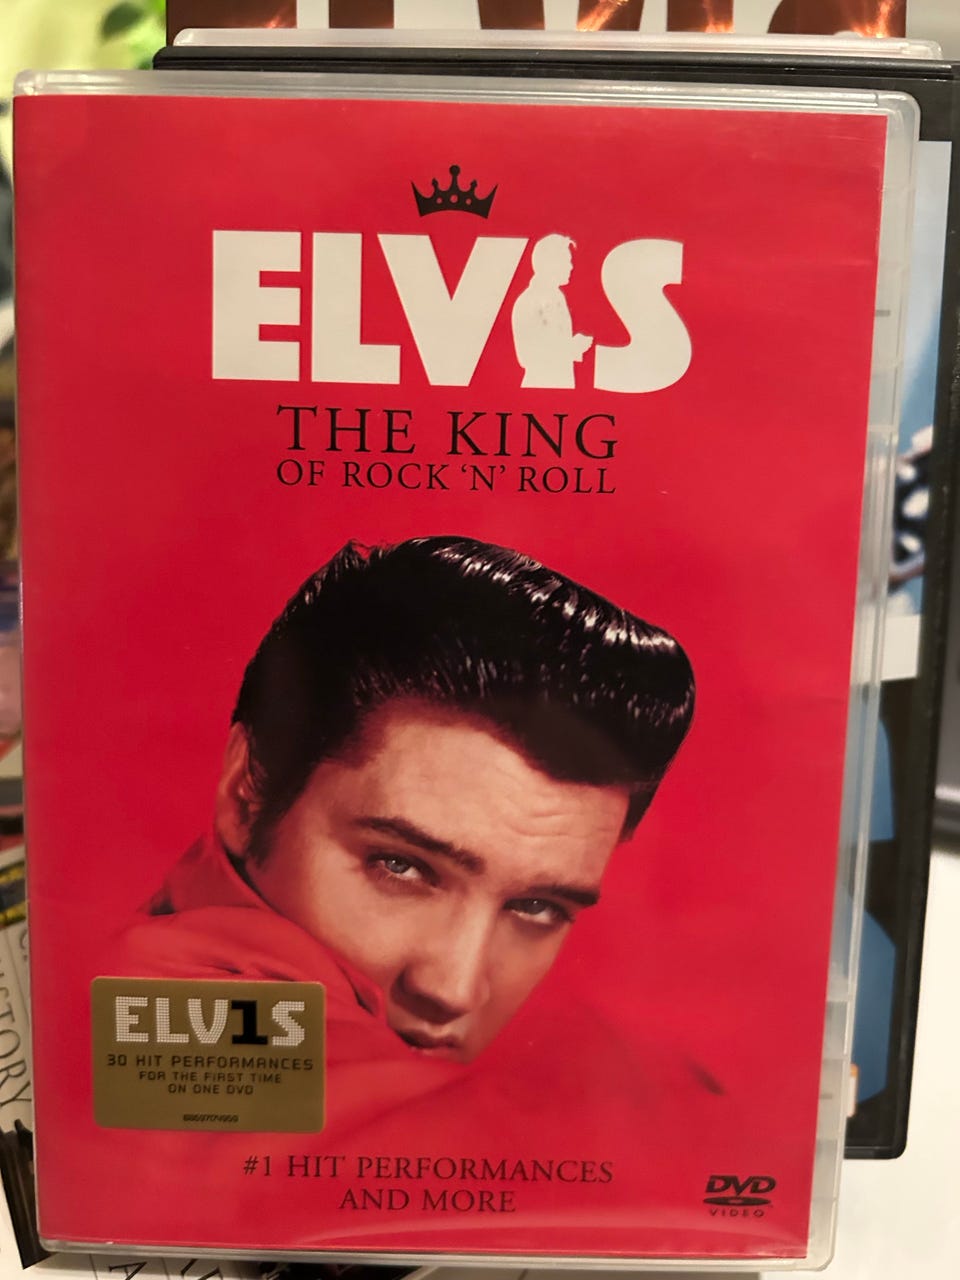 ELVIS
THE KING
OF ROCK 'N' ROLL
ELV1S
30 HIT PERFORMANCES
FOR THE FIRST TIME
ON ONE DVD
#1 HIT PERFORMANCES
AND MORE
DVD
VIDEO